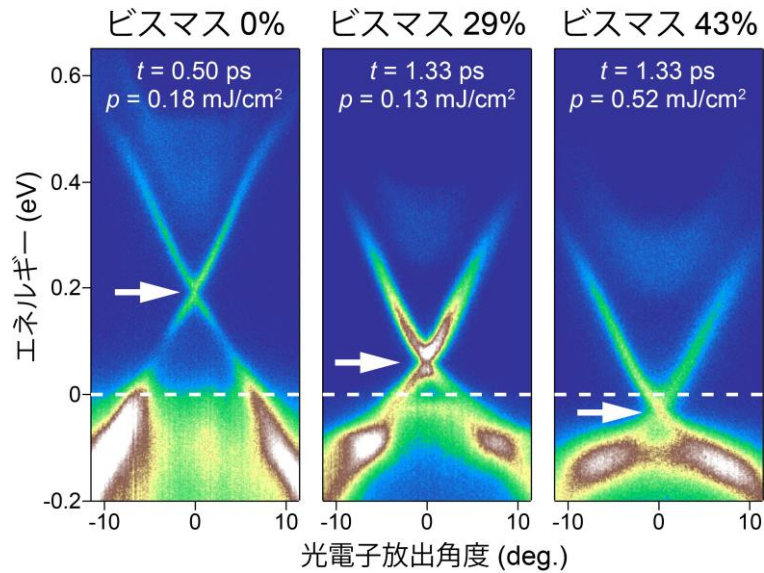 ビスマス 0%
t = 0.50 ps
p = 0.18 mJ/cm²
ビスマス 29%
t = 1.33 ps
p = 0.13 mJ/cm²
ビスマス 43%
t = 1.33 ps
p = 0.52 mJ/cm²
エネルギー (eV)
0.6
0.4
0.2
0
-0.2
-10 0 10
-10 0 10
-10 0 10
光電子放出角度 (deg.)